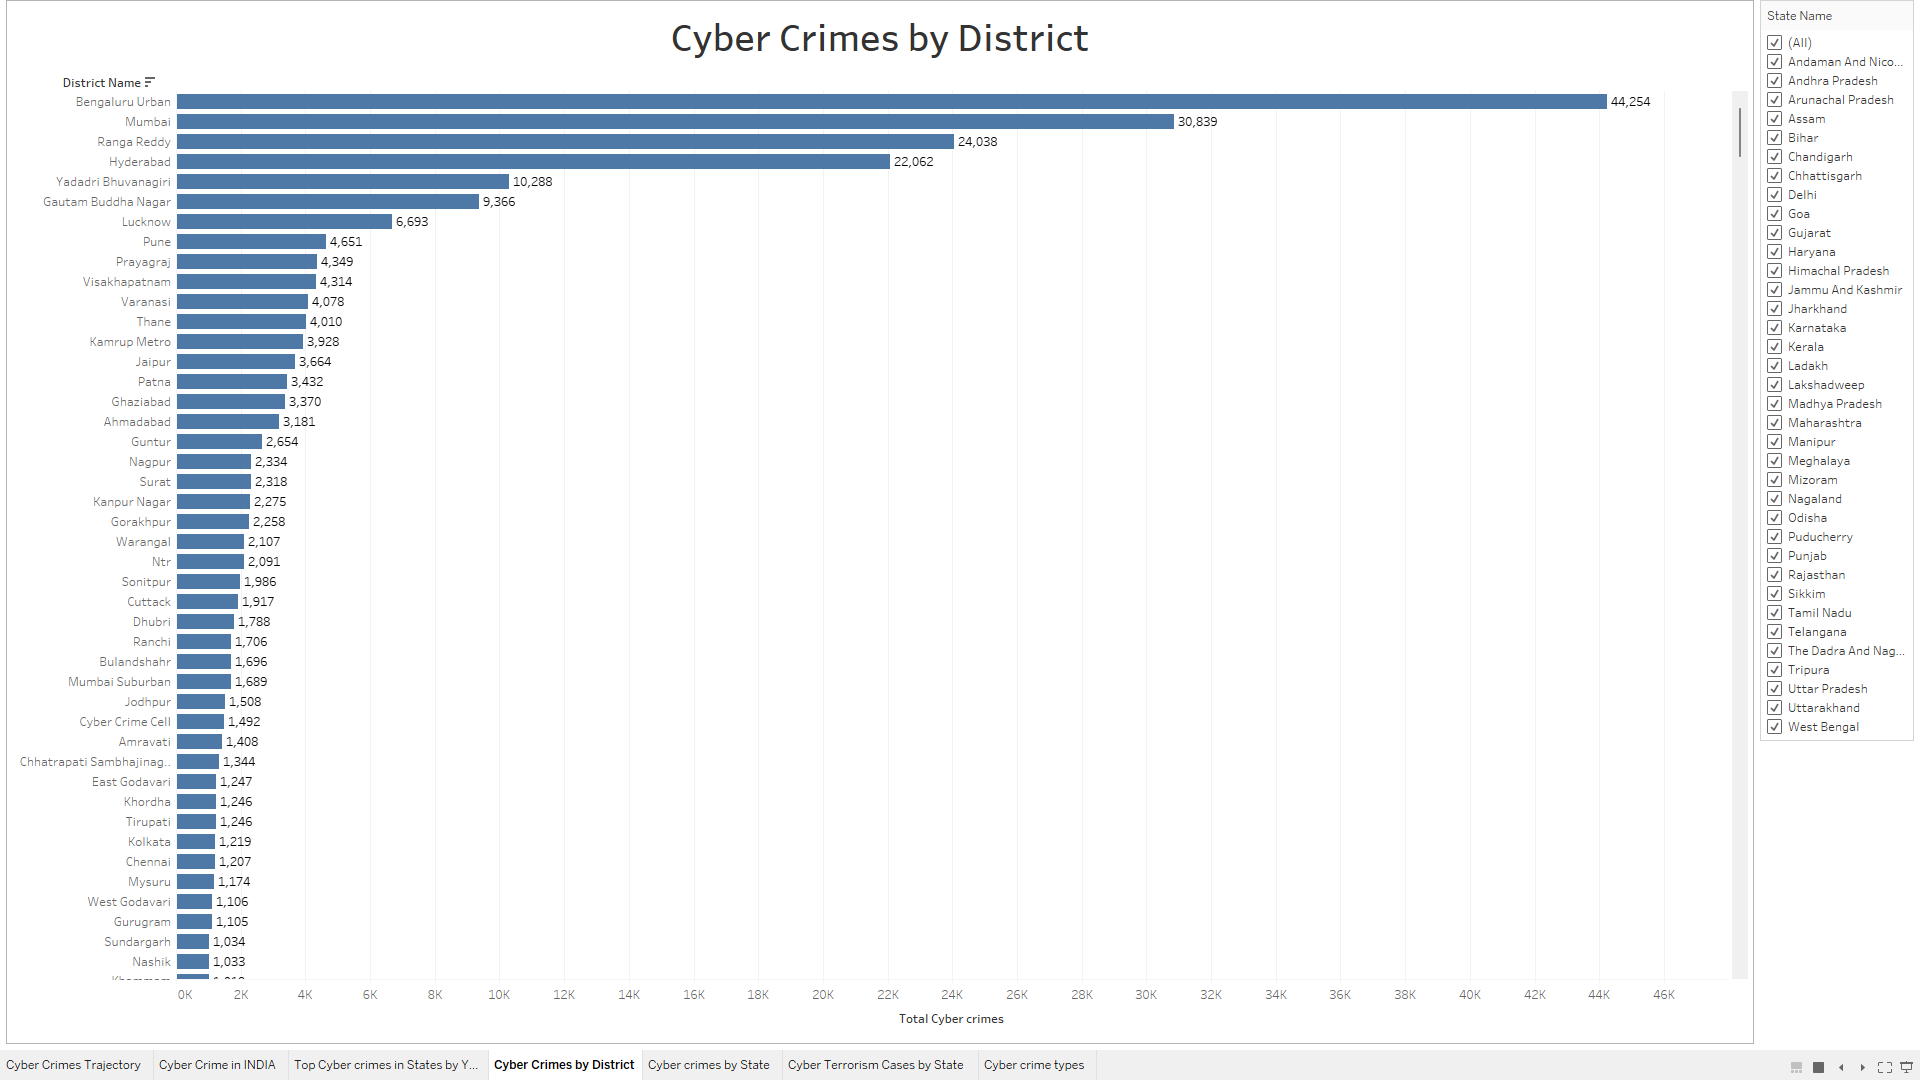 Cyber Crimes by District
District Name
Bengaluru Urban 44,254
Mumbai 30,839
Ranga Reddy 24,038
Hyderabad 22,062
Yadadri Bhuvanagiri 10,288
Gautam Buddha Nagar 9,366
Lucknow 6,693
Pune 4,651
Prayagraj 4,349
Visakhapatnam 4,314
Varanasi 4,078
Thane 4,010
Kamrup Metro 3,928
Jaipur 3,664
Patna 3,432
Ghaziabad 3,370
Ahmadabad 3,181
Guntur 2,654
Nagpur 2,334
Surat 2,318
Kanpur Nagar 2,275
Gorakhpur 2,258
Warangal 2,107
Ntr 2,091
Sonitpur 1,986
Cuttack 1,917
Dhubri 1,788
Ranchi 1,706
Bulandshahr 1,696
Mumbai Suburban 1,689
Jodhpur 1,508
Cyber Crime Cell 1,492
Amravati 1,408
Chhatrapati Sambhajinag.. 1,344
East Godavari 1,247
Khordha 1,246
Tirupati 1,246
Kolkata 1,219
Chennai 1,207
Mysuru 1,174
West Godavari 1,106
Gurugram 1,105
Sundargarh 1,034
Nashik 1,033
0K 2K 4K 6K 8K 10K 12K 14K 16K 18K 20K 22K 24K 26K 28K 30K 32K 34K 36K 38K 40K 42K 44K 46K
Total Cyber crimes
State Name
(All)
Andaman And Nico...
Andhra Pradesh
Arunachal Pradesh
Assam
Bihar
Chandigarh
Chhattisgarh
Delhi
Goa
Gujarat
Haryana
Himachal Pradesh
Jammu And Kashmir
Jharkhand
Karnataka
Kerala
Ladakh
Lakshadweep
Madhya Pradesh
Maharashtra
Manipur
Meghalaya
Mizoram
Nagaland
Odisha
Puducherry
Punjab
Rajasthan
Sikkim
Tamil Nadu
Telangana
The Dadra And Nag...
Tripura
Uttar Pradesh
Uttarakhand
West Bengal
Cyber Crimes Trajectory
Cyber Crime in INDIA
Top Cyber crimes in States by Y...
Cyber Crimes by District
Cyber crimes by State
Cyber Terrorism Cases by State
Cyber crime types